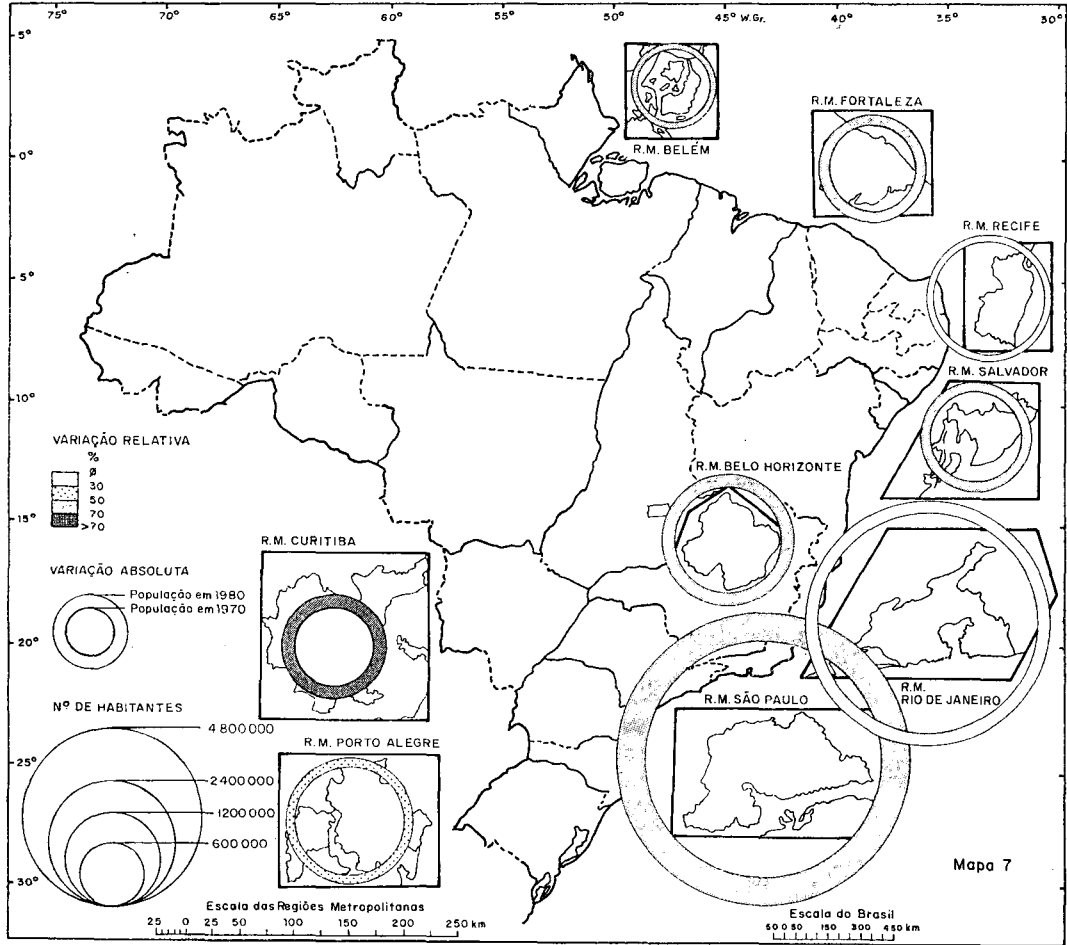 75° 70° 65° 60° 55° 50° 45° W.Gr. 40° 35° 30°
5°
0°
5°
10°
15°
20°
25°
30°
R.M. BELÉM
R.M. FORTALEZA
R.M. RECIFE
R.M. SALVADOR
R.M. BELO HORIZONTE
R.M. CURITIBA
R.M.
RIO DE JANEIRO
R.M. SÃO PAULO
R.M. PORTO ALEGRE
VARIAÇÃO RELATIVA
%
Ø
30
50
70
>70
VARIAÇÃO ABSOLUTA
População em 1980
População em 1970
Nº DE HABITANTES
4 800 000
2 400 000
1 200 000
600 000
Escala das Regiões Metropolitanas
25 0 25 50 100 150 200 250 km
Mapa 7
Escala do Brasil
50 0 50 150 300 450 km